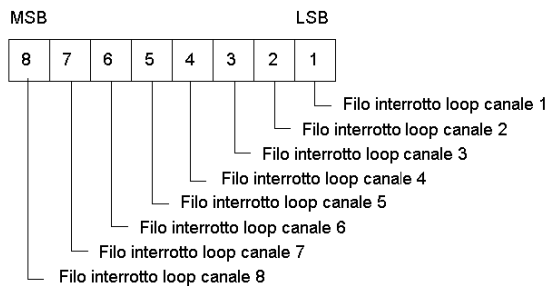 MSB LSB
8 7 6 5 4 3 2 1
Filo interrotto loop canale 1
Filo interrotto loop canale 2
Filo interrotto loop canale 3
Filo interrotto loop canale 4
Filo interrotto loop canale 5
Filo interrotto loop canale 6
Filo interrotto loop canale 7
Filo interrotto loop canale 8